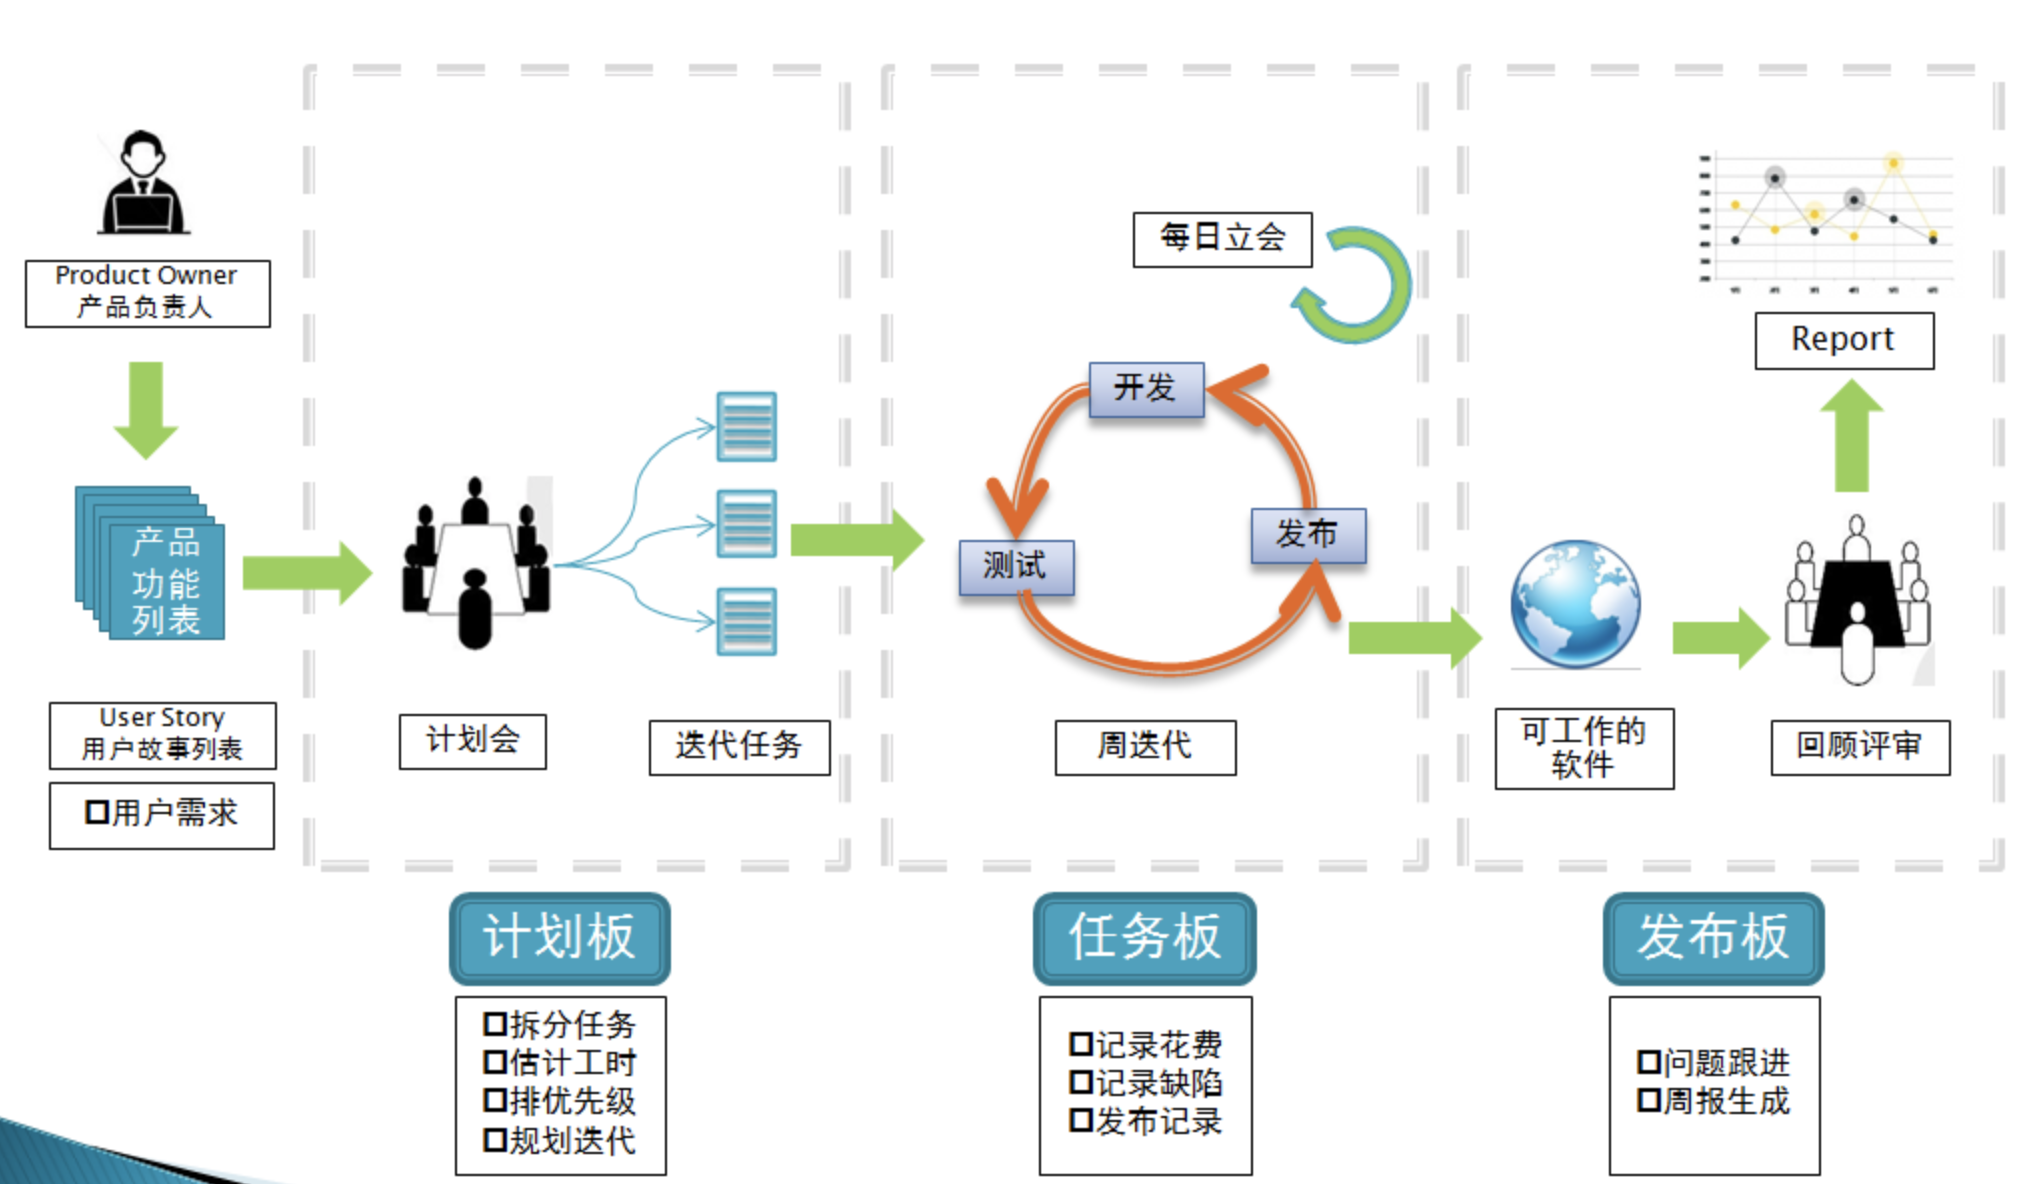 Product Owner
产品负责人
产品
功能
列表
User Story
用户故事列表
用户需求
计划会
迭代任务
每日立会
开发
测试
发布
周迭代
Report
可工作的
软件
回顾评审
计划板
拆分任务
估计工时
排优先级
规划迭代
任务板
记录花费
记录缺陷
发布记录
发布板
问题跟进
周报生成